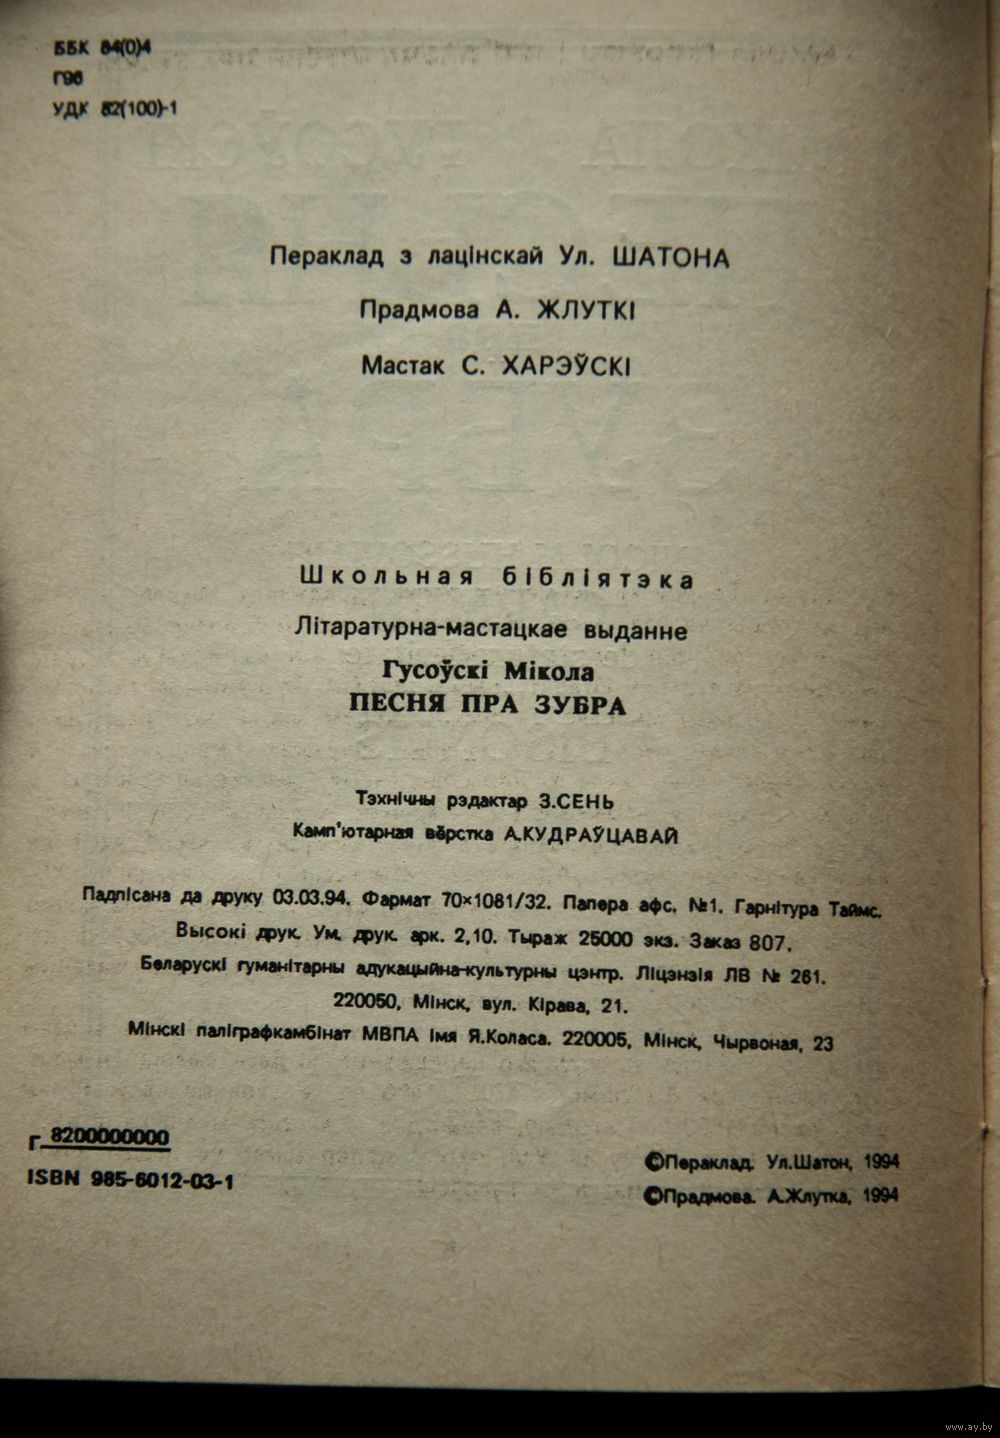 ББК 84(0)4
Г96
УДК 82(100)-1
Пераклад з лацінскай Ул. ШАТОНА
Прадмова А. ЖЛУТКІ
Мастак С. ХАРЭЎСКІ
Школьная бібліятэка
Літаратурна-мастацкае выданне
Гусоўскі Мікола
ПЕСНЯ ПРА ЗУБРА
Тэхнічны рэдактар З.СЕНЬ
Камп'ютарная вёрстка А.КУДРАЎЦАВАЙ
Падпісана да друку 03.03.94. Фармат 70×1081/32. Папера афс. №1. Гарнітура Таймс.
Высокі друк. Ум. друк. арк. 2,10. Тыраж 25000 экз. Заказ 807.
Беларускі гуманітарны адукацыйна-культурны цэнтр. Ліцэнзія ЛВ № 261.
220050, Мінск, вул. Кірава, 21.
Мінскі паліграфкамбінат МВПА імя Я.Коласа. 220005, Мінск, Чырвоная, 23
Г 8200000000
ISBN 985-6012-03-1
©Пераклад. Ул.Шатон, 1994
©Прадмова. А.Жлутка, 1994
www.ay.by